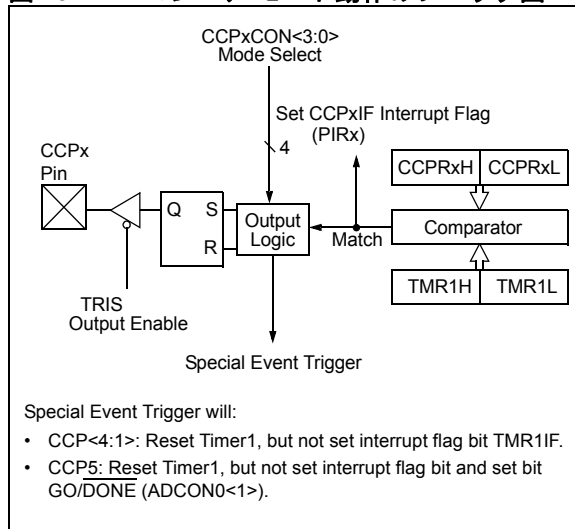 CCPxCON<3:0>
Mode Select
Set CCPxIF Interrupt Flag
(PIRx)
4
CCPx
Pin
CCPRxH CCPRxL
Q S
R
Output
Logic
Match
Comparator
TRIS
Output Enable
TMR1H TMR1L
Special Event Trigger
Special Event Trigger will:
• CCP<4:1>: Reset Timer1, but not set interrupt flag bit TMR1IF.
• CCP5: Reset Timer1, but not set interrupt flag bit and set bit
GO/DONE (ADCON0<1>).